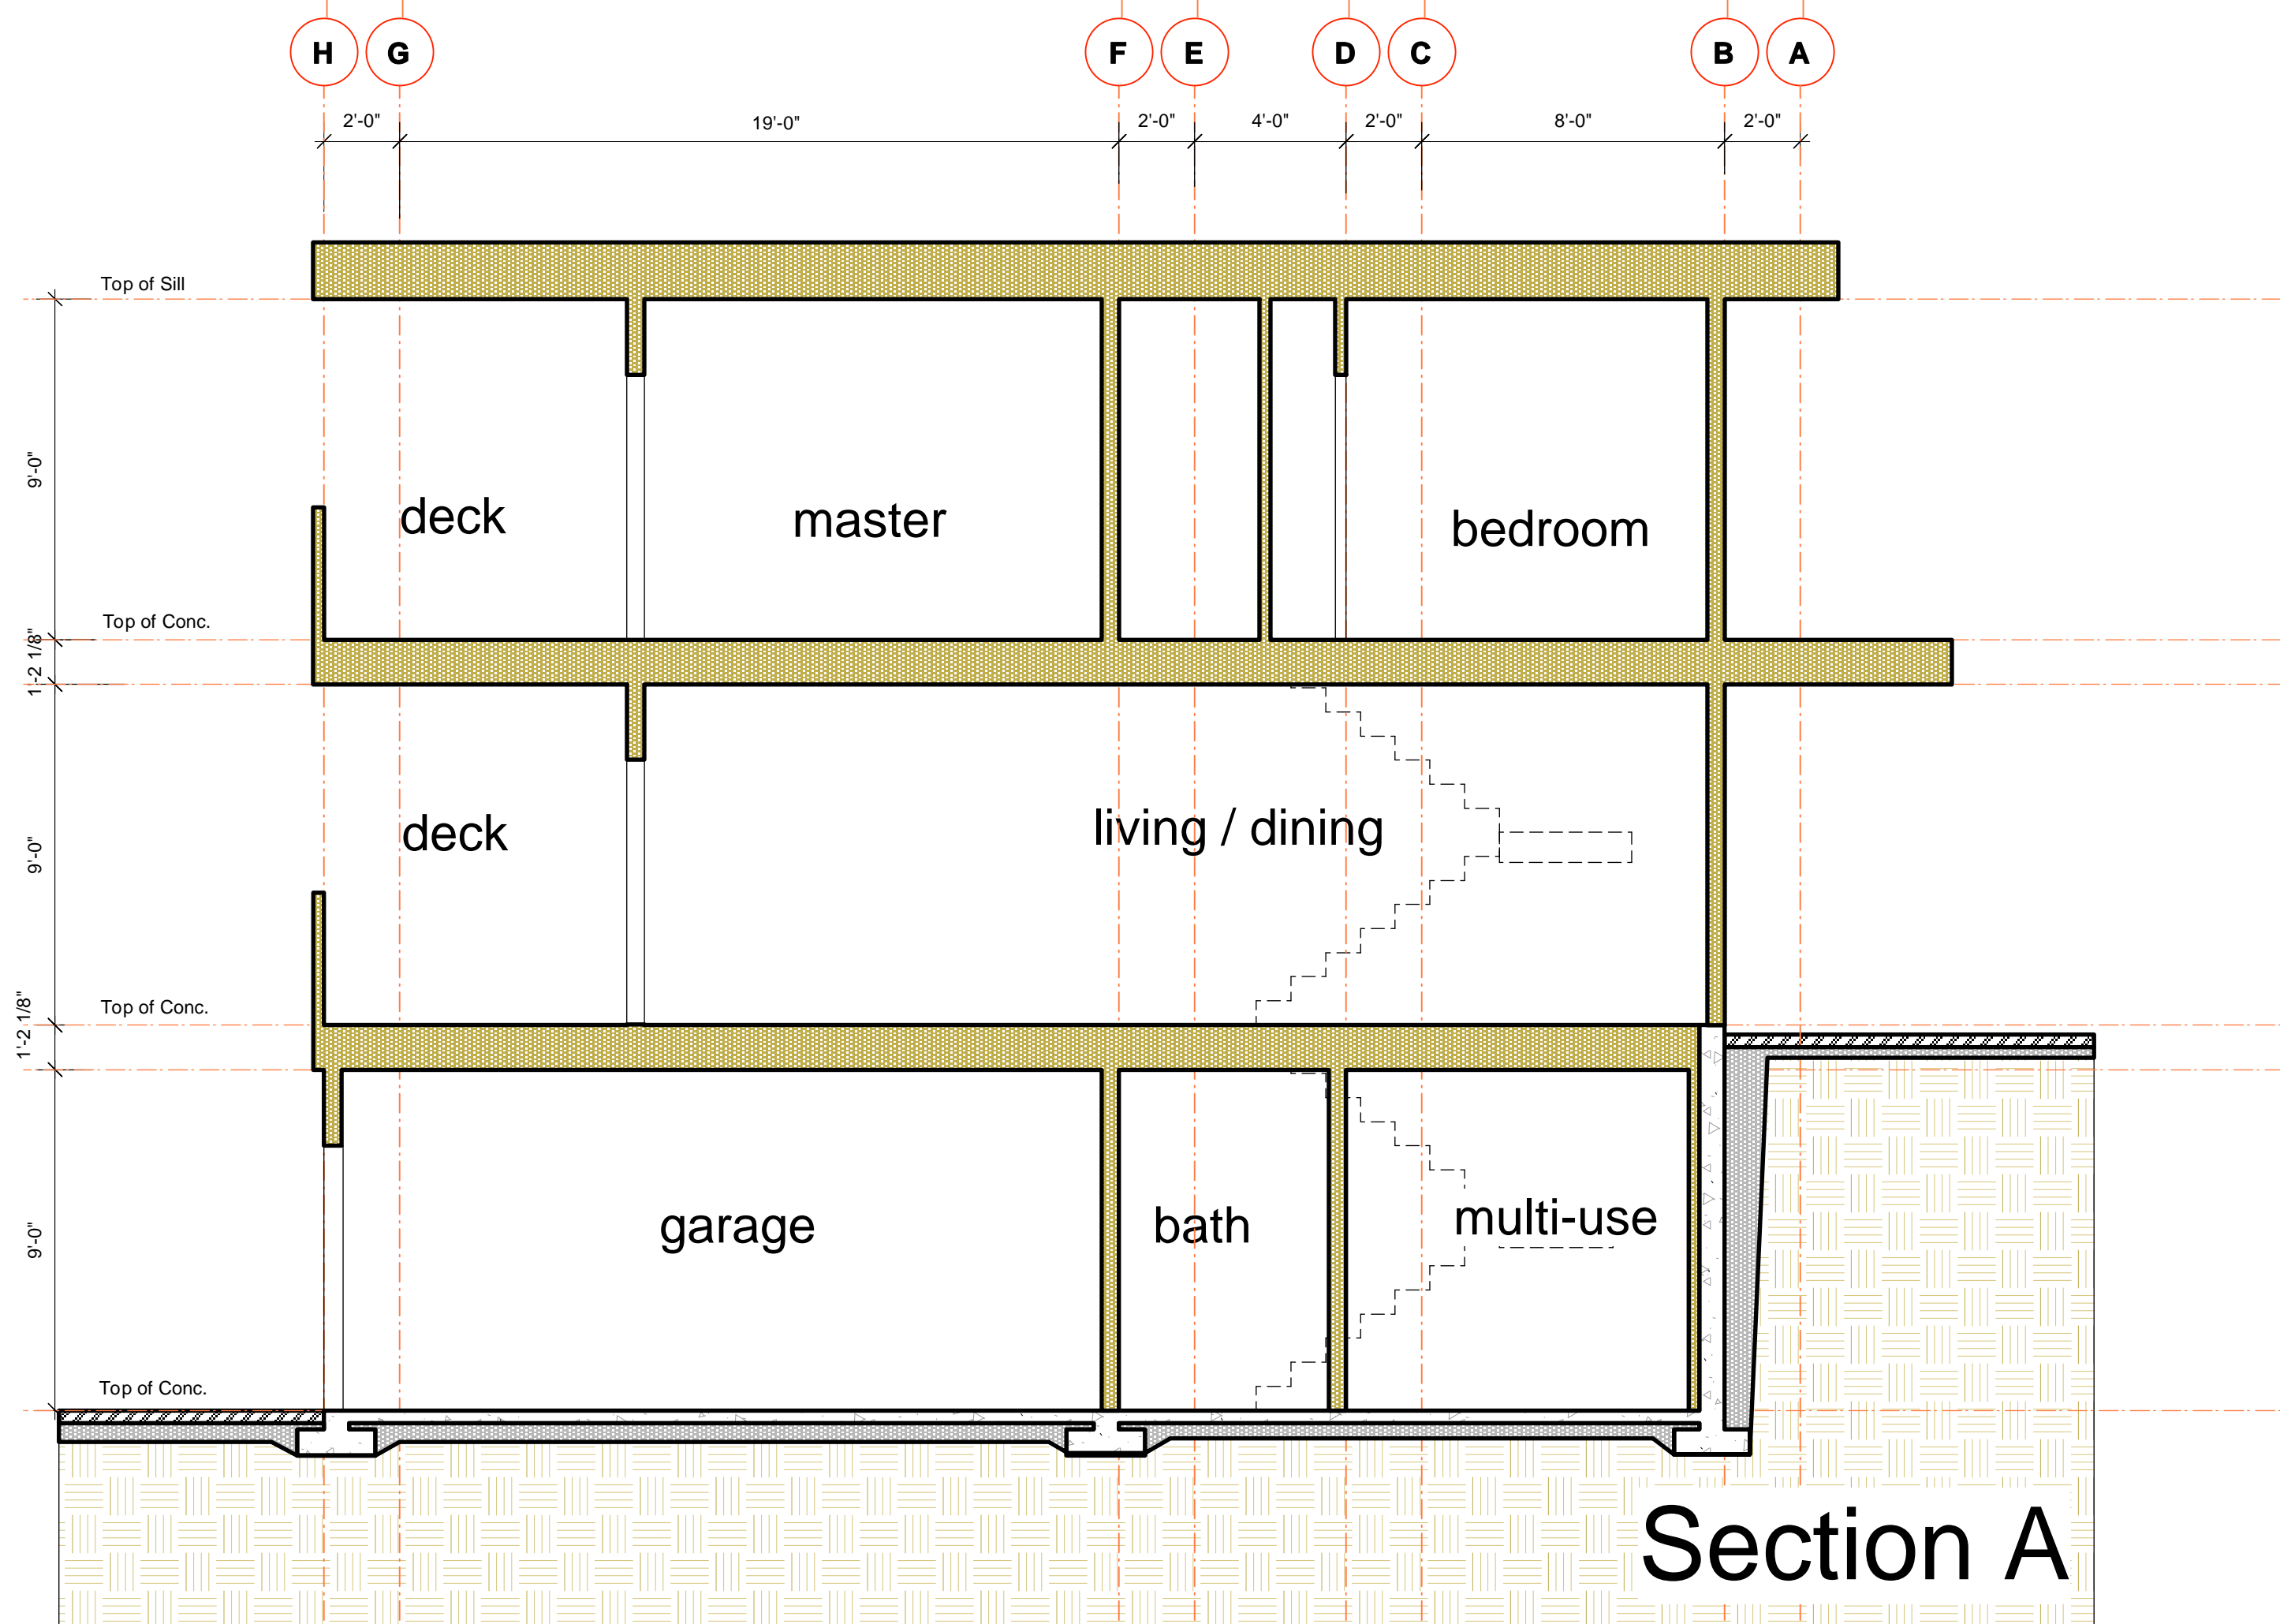 H G F E D C B A
2'-0" 19'-0" 2'-0" 4'-0" 2'-0" 8'-0" 2'-0"
Top of Sill
9'-0"
deck master bedroom
Top of Conc.
1'-2 1/8"
9'-0"
deck living / dining
Top of Conc.
1'-2 1/8"
9'-0"
garage bath multi-use
Top of Conc.
Section A